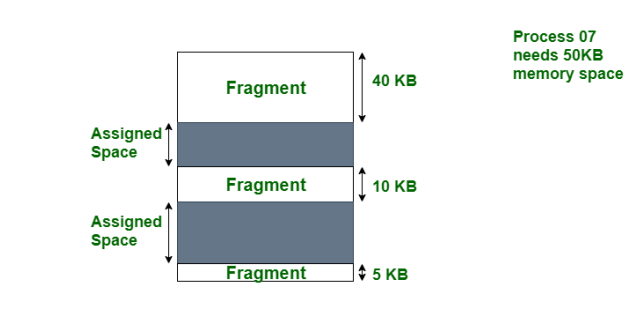 Process 07
needs 50KB
memory space
40 KB
Fragment
Assigned
Space
Fragment
10 KB
Assigned
Space
Fragment
5 KB